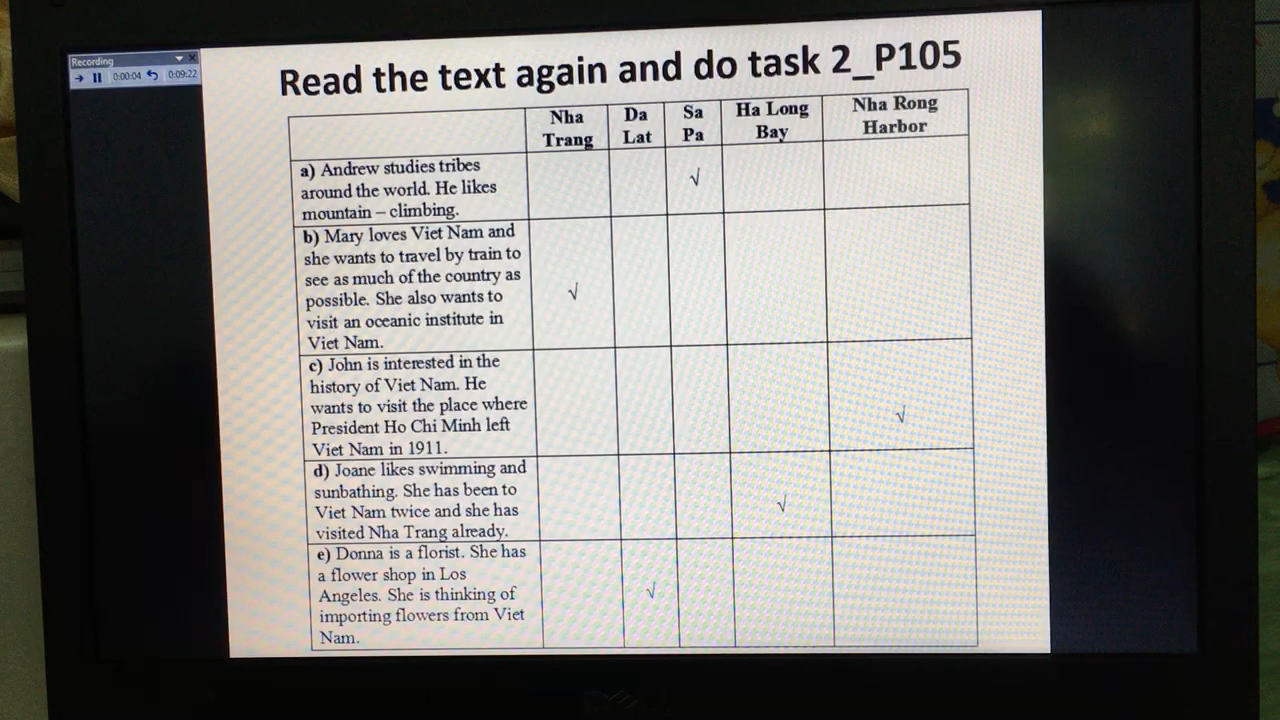 Recording
0:00:04 0:09:22
Read the text again and do task 2_P105
Nha
Trang
Da
Lat
Sa
Pa
Ha Long
Bay
Nha Rong
Harbor
a) Andrew studies tribes
around the world. He likes
mountain – climbing.
√
b) Mary loves Viet Nam and
she wants to travel by train to
see as much of the country as
possible. She also wants to
visit an oceanic institute in
Viet Nam.
√
c) John is interested in the
history of Viet Nam. He
wants to visit the place where
President Ho Chi Minh left
Viet Nam in 1911.
√
d) Joane likes swimming and
sunbathing. She has been to
Viet Nam twice and she has
visited Nha Trang already.
√
e) Donna is a florist. She has
a flower shop in Los
Angeles. She is thinking of
importing flowers from Viet
Nam.
√